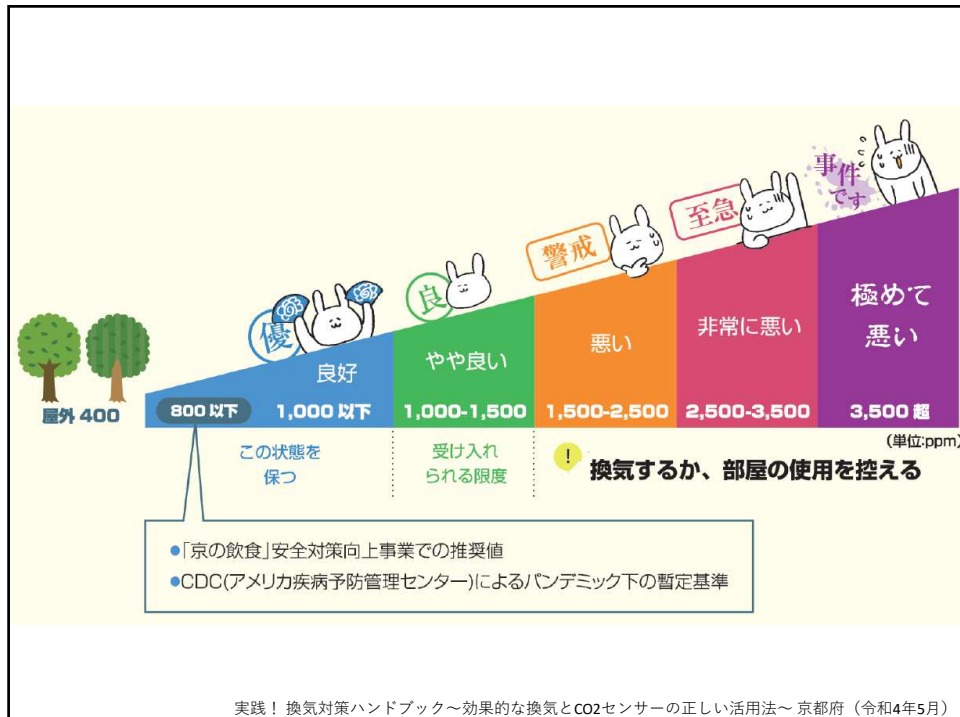 事件
です
至急
警戒
良
優
極めて
悪い
非常に悪い
悪い
やや良い
良好
屋外 400
800 以下
1,000 以下
1,000-1,500
1,500-2,500
2,500-3,500
3,500 超
(単位:ppm)
この状態を
保つ
受け入れ
られる限度
! 換気するか、部屋の使用を控える
●「京の飲食」安全対策向上事業での推奨値
●CDC(アメリカ疾病予防管理センター)によるパンデミック下の暫定基準
実践！ 換気対策ハンドブック～効果的な換気とCO2センサーの正しい活用法～ 京都府（令和4年5月）